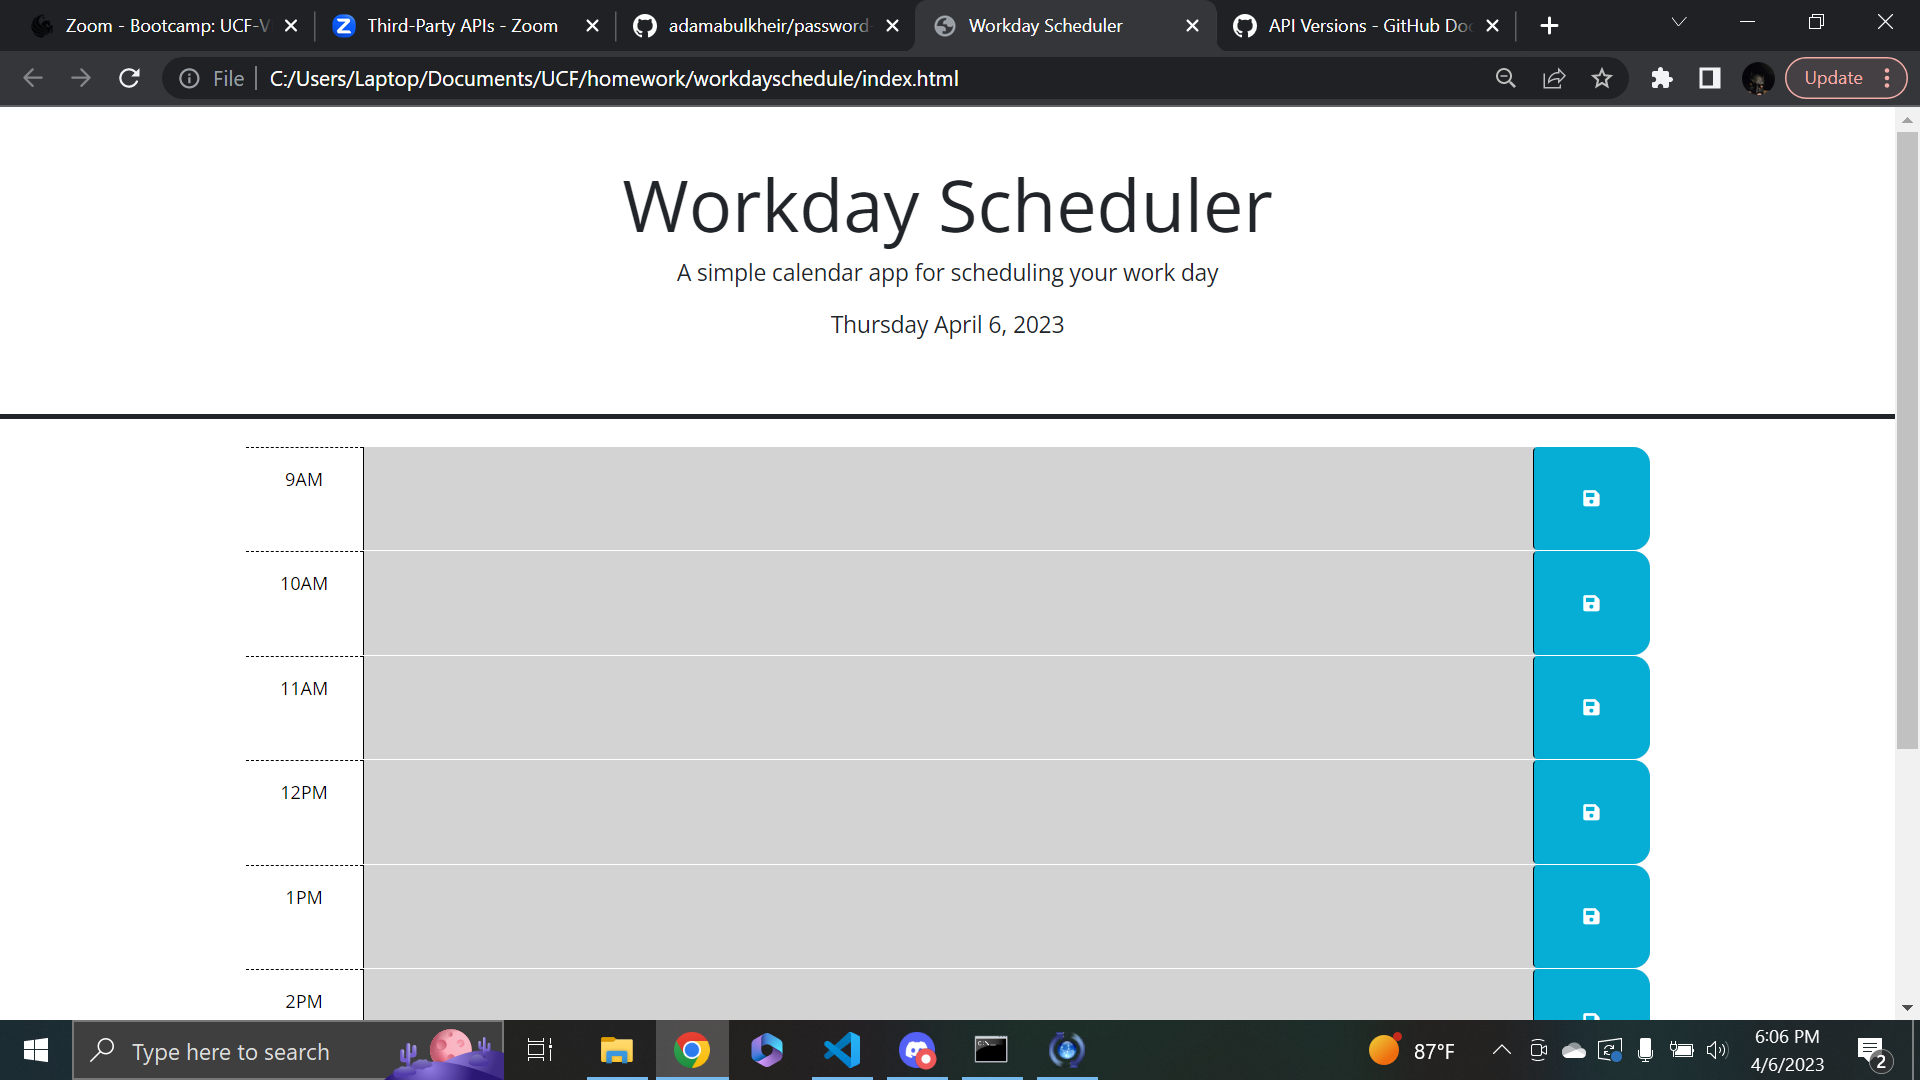 Zoom - Bootcamp: UCF-V
Third-Party APIs - Zoom
adamabulkheir/password-
Workday Scheduler
API Versions - GitHub Doc
File
C:/Users/Laptop/Documents/UCF/homework/workdayschedule/index.html
Update
Workday Scheduler
A simple calendar app for scheduling your work day
Thursday April 6, 2023
9AM
10AM
11AM
12PM
1PM
2PM
Type here to search
87°F
6:06 PM
4/6/2023
2